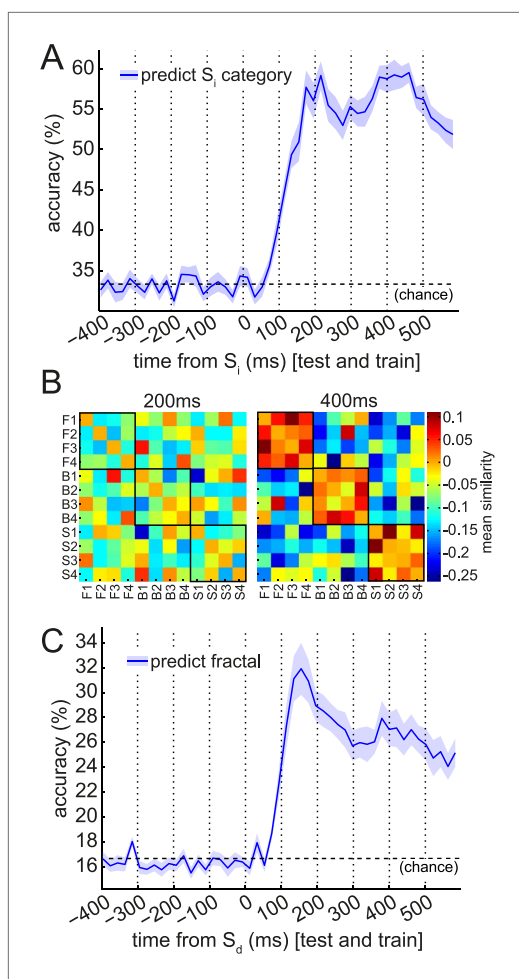 A
predict Si category
accuracy (%)
60
55
50
45
40
35
(chance)
−400 −300 −200 −100 0 100 200 300 400 500
time from Si (ms) [test and train]
B
200ms 400ms
F1
F2
F3
F4
B1
B2
B3
B4
S1
S2
S3
S4
F1 F2 F3 F4 B1 B2 B3 B4 S1 S2 S3 S4
F1 F2 F3 F4 B1 B2 B3 B4 S1 S2 S3 S4
0.1
0.05
0
−0.05
−0.1
−0.15
−0.20
−0.25
mean similarity
C
predict fractal
accuracy (%)
34
32
30
28
26
24
22
20
18
16
(chance)
−400 −300 −200 −100 0 100 200 300 400 500
time from Sd (ms) [test and train]